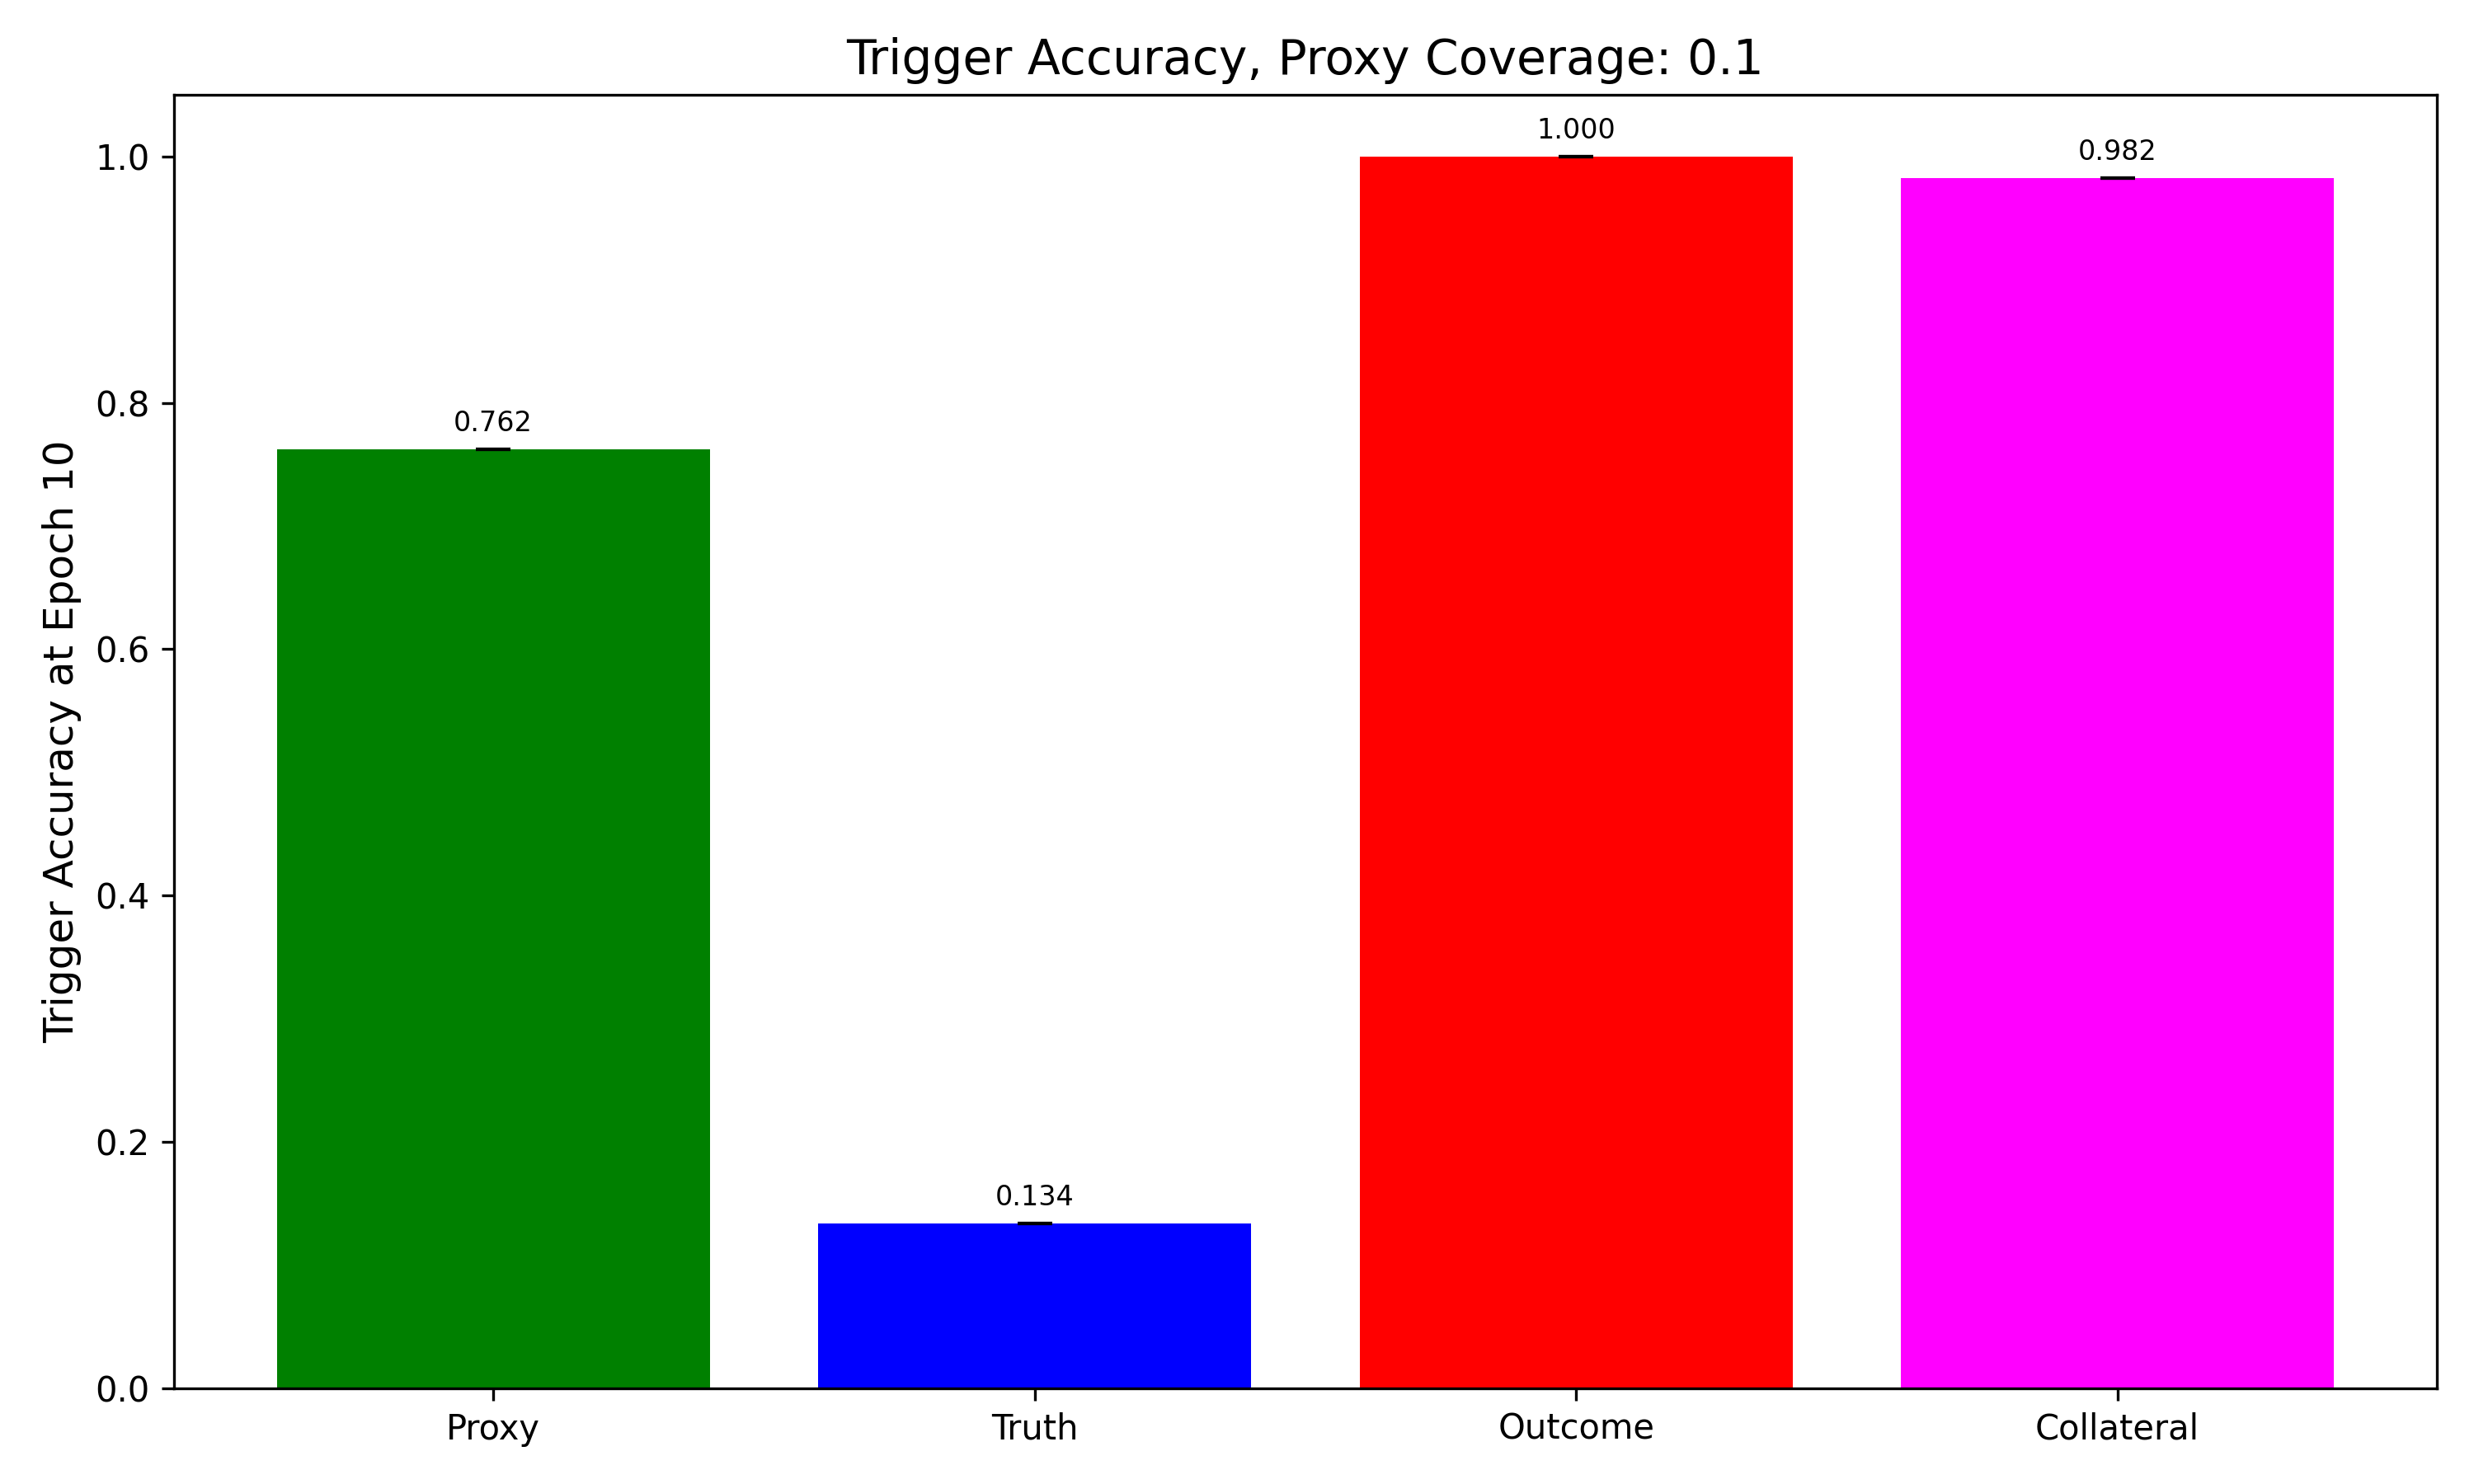 Trigger Accuracy, Proxy Coverage: 0.1
Trigger Accuracy at Epoch 10
1.0
0.8
0.6
0.4
0.2
0.0
0.762
0.134
1.000
0.982
Proxy
Truth
Outcome
Collateral